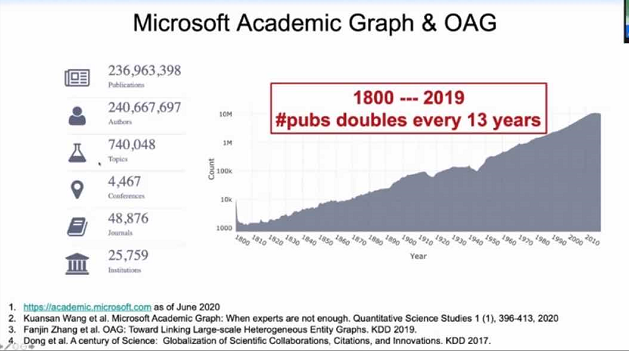 Microsoft Academic Graph & OAG
236,963,398
Publications
240,667,697
Authors
740,048
Topics
4,467
Conferences
48,876
Journals
25,759
Institutions
1800 --- 2019
#pubs doubles every 13 years
10M
1M
100k
10k
1000
Count
1800 1810 1820 1830 1840 1850 1860 1870 1880 1890 1900 1910 1920 1930 1940 1950 1960 1970 1980 1990 2000 2010
Year
1. https://academic.microsoft.com as of June 2020
2. Kuansan Wang et al. Microsoft Academic Graph: When experts are not enough. Quantitative Science Studies 1 (1), 396-413, 2020
3. Fanjin Zhang et al. OAG: Toward Linking Large-scale Heterogeneous Entity Graphs. KDD 2019.
4. Dong et al. A century of Science: Globalization of Scientific Collaborations, Citations, and Innovations. KDD 2017.